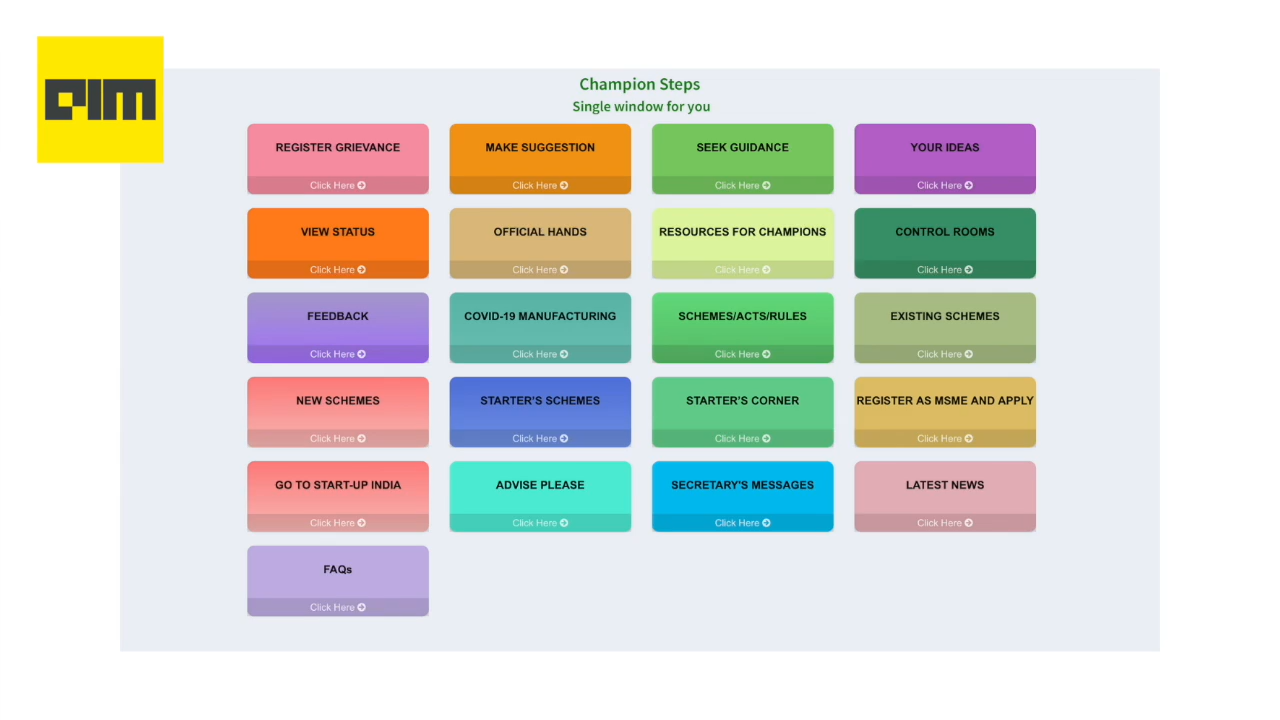 AIM
Champion Steps
Single window for you
REGISTER GRIEVANCE
Click Here
MAKE SUGGESTION
Click Here
SEEK GUIDANCE
Click Here
YOUR IDEAS
Click Here
VIEW STATUS
Click Here
OFFICIAL HANDS
Click Here
RESOURCES FOR CHAMPIONS
Click Here
CONTROL ROOMS
Click Here
FEEDBACK
Click Here
COVID-19 MANUFACTURING
Click Here
SCHEMES/ACTS/RULES
Click Here
EXISTING SCHEMES
Click Here
NEW SCHEMES
Click Here
STARTER'S SCHEMES
Click Here
STARTER'S CORNER
Click Here
REGISTER AS MSME AND APPLY
Click Here
GO TO START-UP INDIA
Click Here
ADVISE PLEASE
Click Here
SECRETARY'S MESSAGES
Click Here
LATEST NEWS
Click Here
FAQs
Click Here